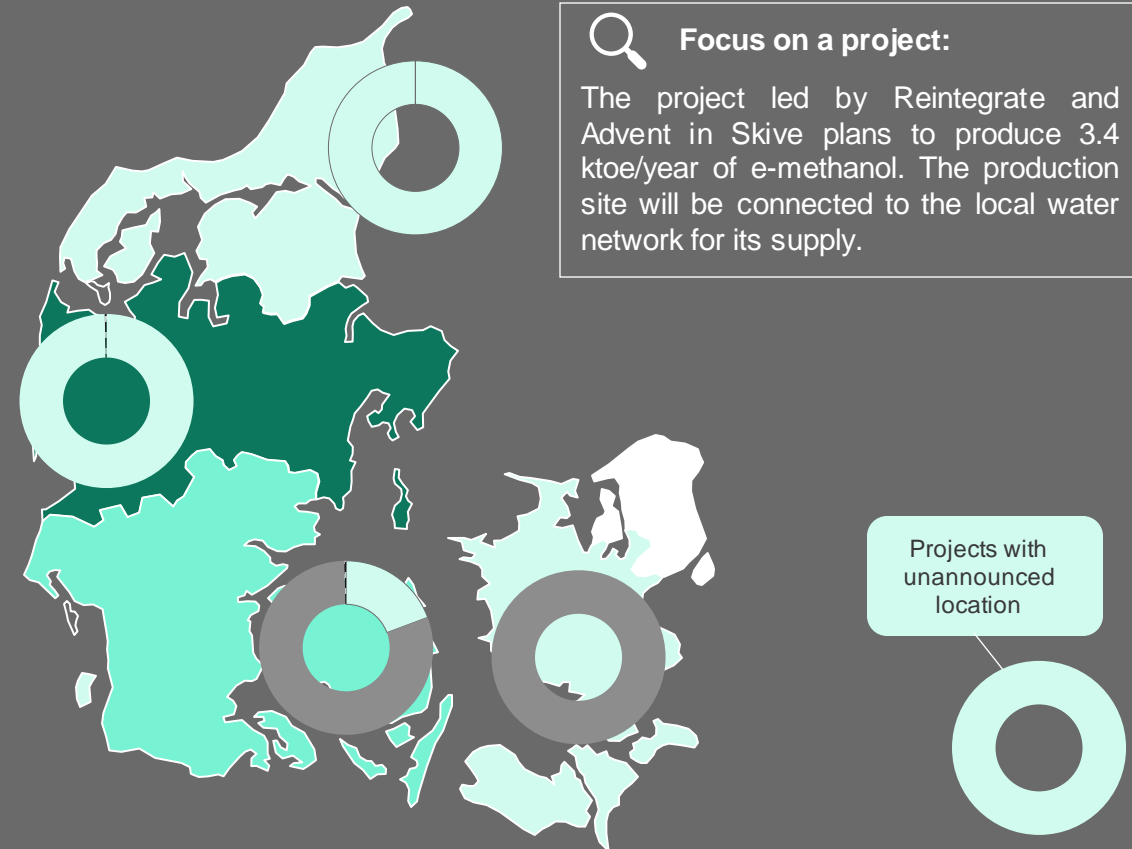 Focus on a project:
The project led by Reintegrate and
Advent in Skive plans to produce 3.4
ktoe/year of e-methanol. The production
site will be connected to the local water
network for its supply.
Projects with
unannounced
location